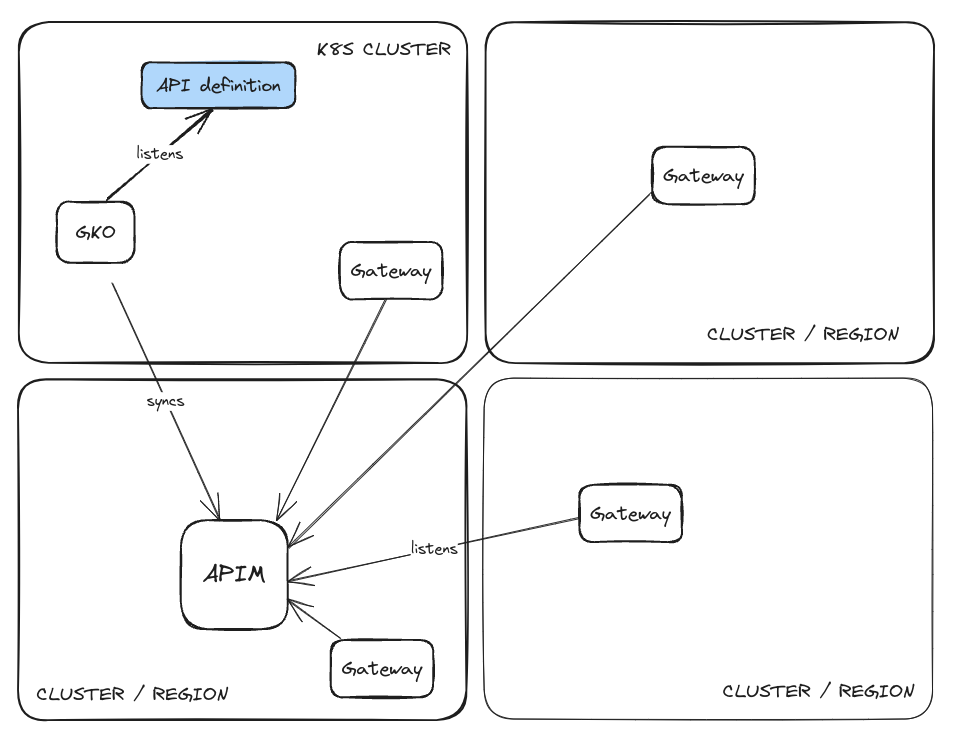 K8S CLUSTER
API definition
listens
GKO
Gateway
Gateway
CLUSTER / REGION
syncs
APIM
Gateway
CLUSTER / REGION
listens
Gateway
CLUSTER / REGION